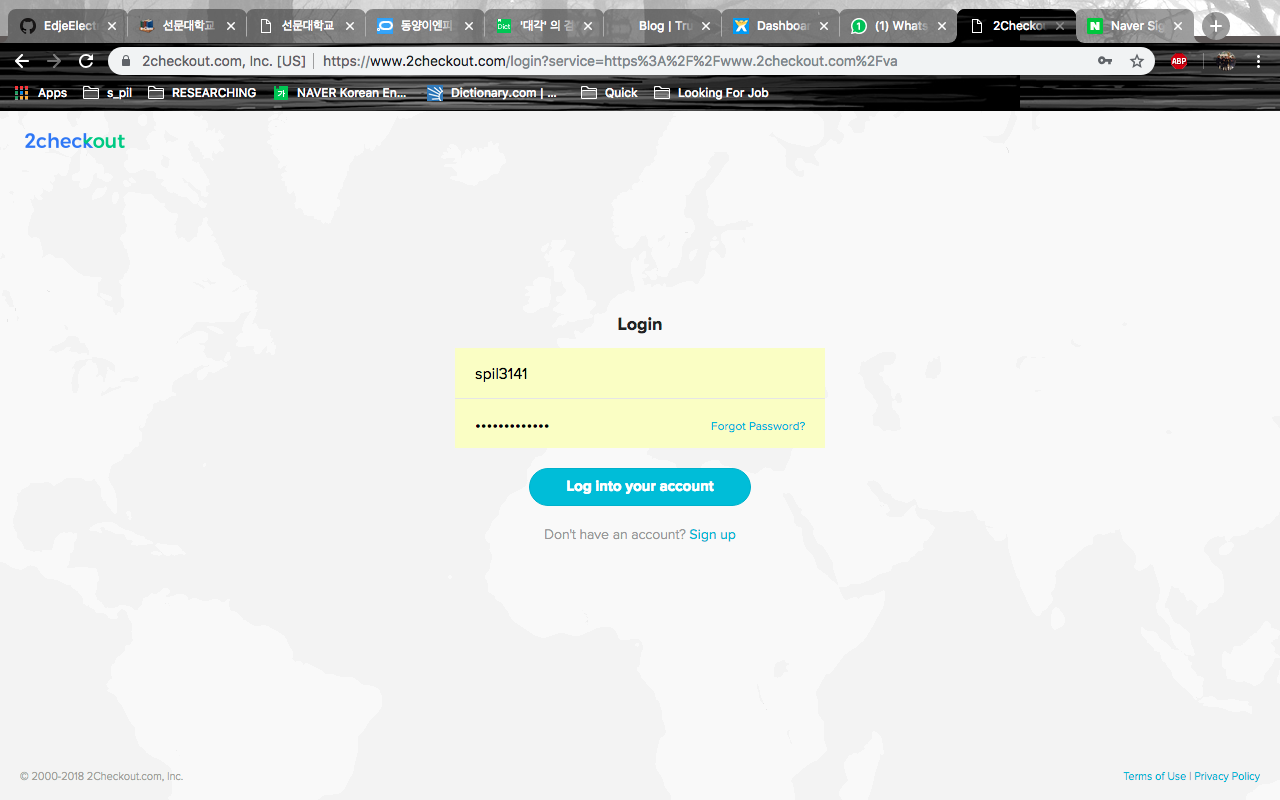 EdjeElect 선문대학교 선문대학교 동양이엔피 '대각' 의 Blog | Tru Dashboar (1) Whats 2Checkou Naver Sig
2checkout.com, Inc. [US] https://www.2checkout.com/login?service=https%3A%2F%2Fwww.2checkout.com%2Fva ABP
Apps s_pil RESEARCHING NAVER Korean En... Dictionary.com | ... Quick Looking For Job
2checkout
Login
spil3141
•••••••••••••
Forgot Password?
Log into your account
Don't have an account? Sign up
© 2000-2018 2Checkout.com, Inc.
Terms of Use | Privacy Policy